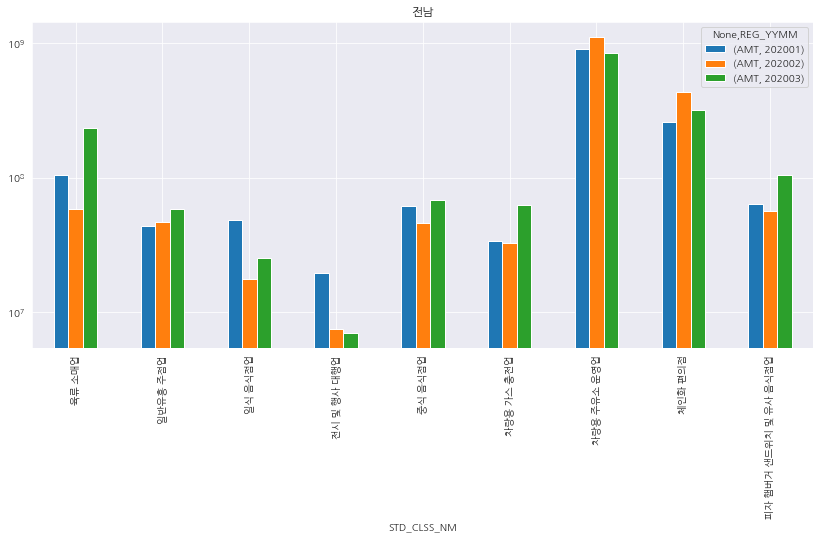 전남
None,REG_YYMM
(AMT, 202001)
(AMT, 202002)
(AMT, 202003)
10⁹
10⁸
10⁷
육류 소매업
일반유흥 주점업
일식 음식점업
전시 및 행사 대행업
중식 음식점업
차량용 가스 충전업
차량용 주유소 운영업
체인화 편의점
피자 햄버거 샌드위치 및 유사 음식점업
STD_CLSS_NM